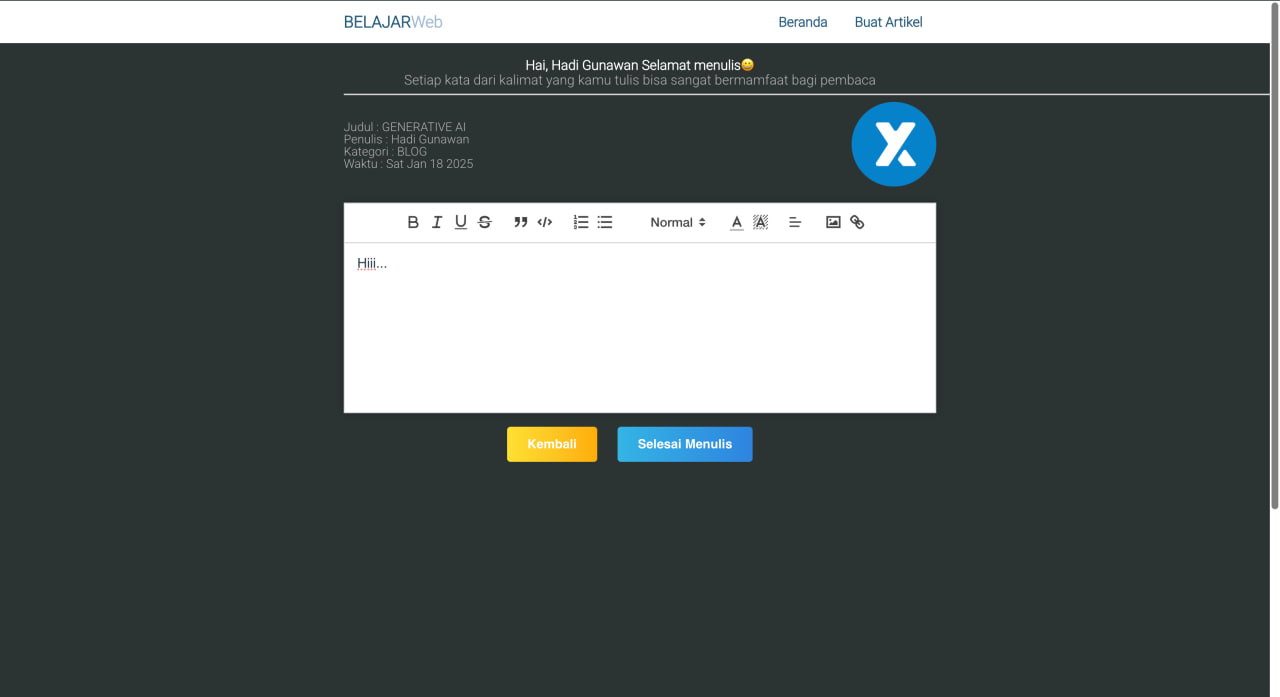 BELAJARWeb
Beranda
Buat Artikel
Hai, Hadi Gunawan Selamat menulis😀
Setiap kata dari kalimat yang kamu tulis bisa sangat bermamfaat bagi pembaca
Judul : GENERATIVE AI
Penulis : Hadi Gunawan
Kategori : BLOG
Waktu : Sat Jan 18 2025
Normal
Hiii...
Kembali
Selesai Menulis